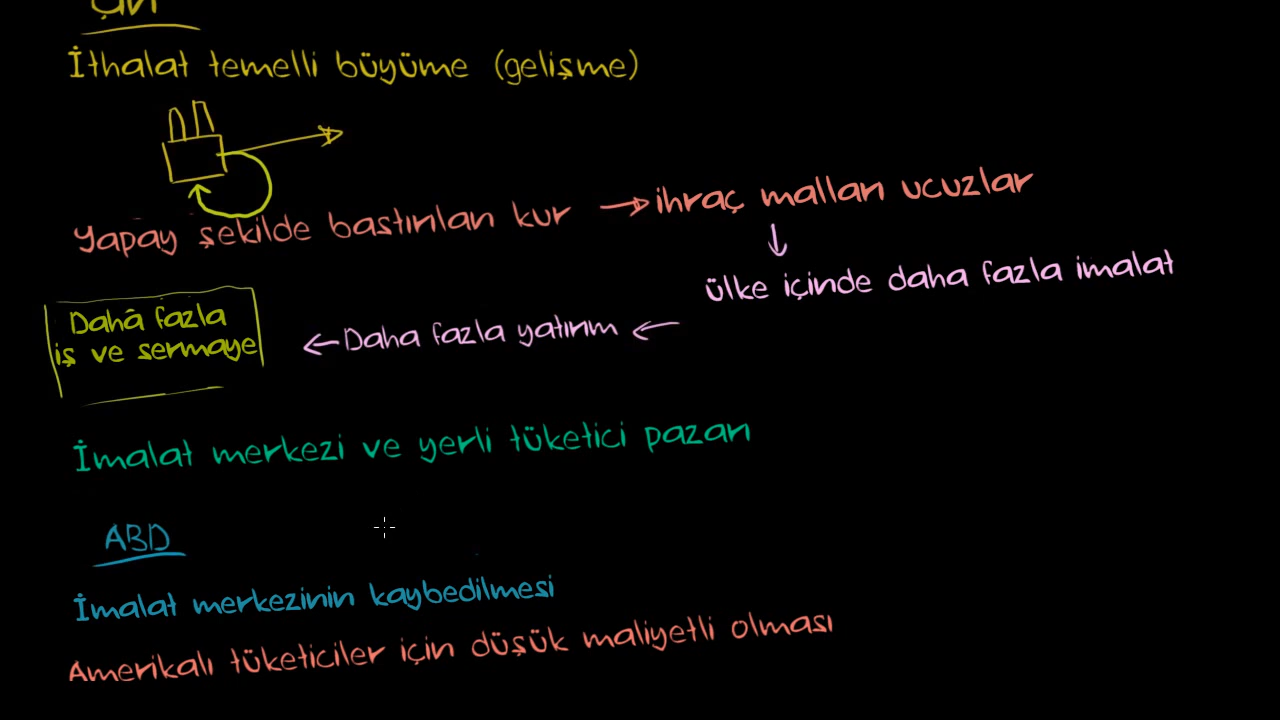 Çin
İthalat temelli büyüme (gelişme)
Yapay şekilde bastırılan kur → ihraç malları ucuzlar
↓
ülke içinde daha fazla imalat
← Daha fazla yatırım ←
Daha fazla
iş ve sermaye
İmalat merkezi ve yerli tüketici pazarı
ABD
İmalat merkezinin kaybedilmesi
Amerikalı tüketiciler için düşük maliyetli olması